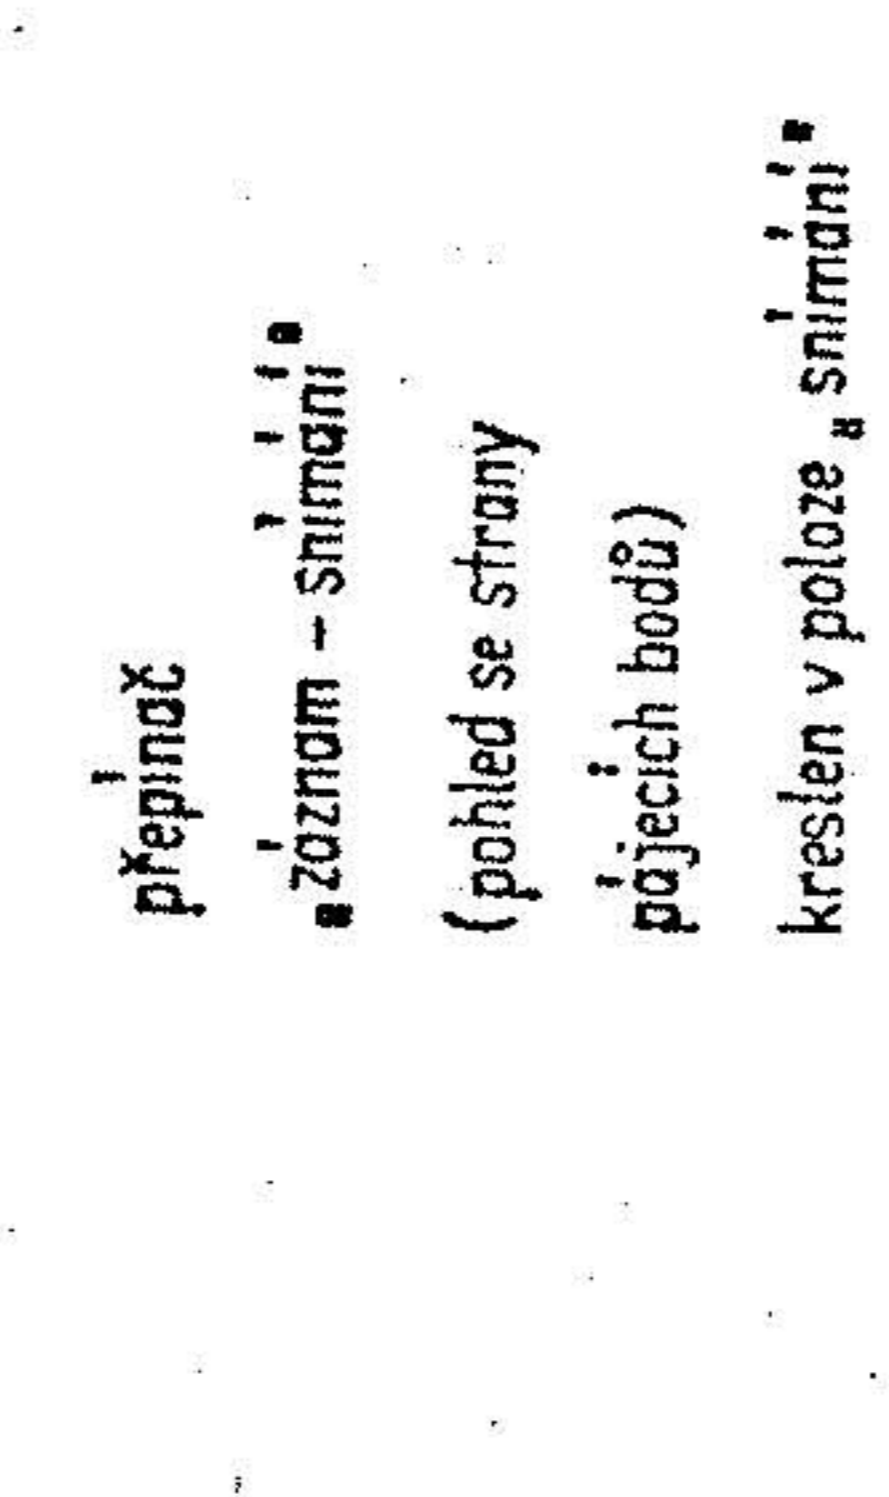 přepínač
„záznam – snímání“
(pohled se strany
pájecích bodů)
kreslen v poloze „snímání“